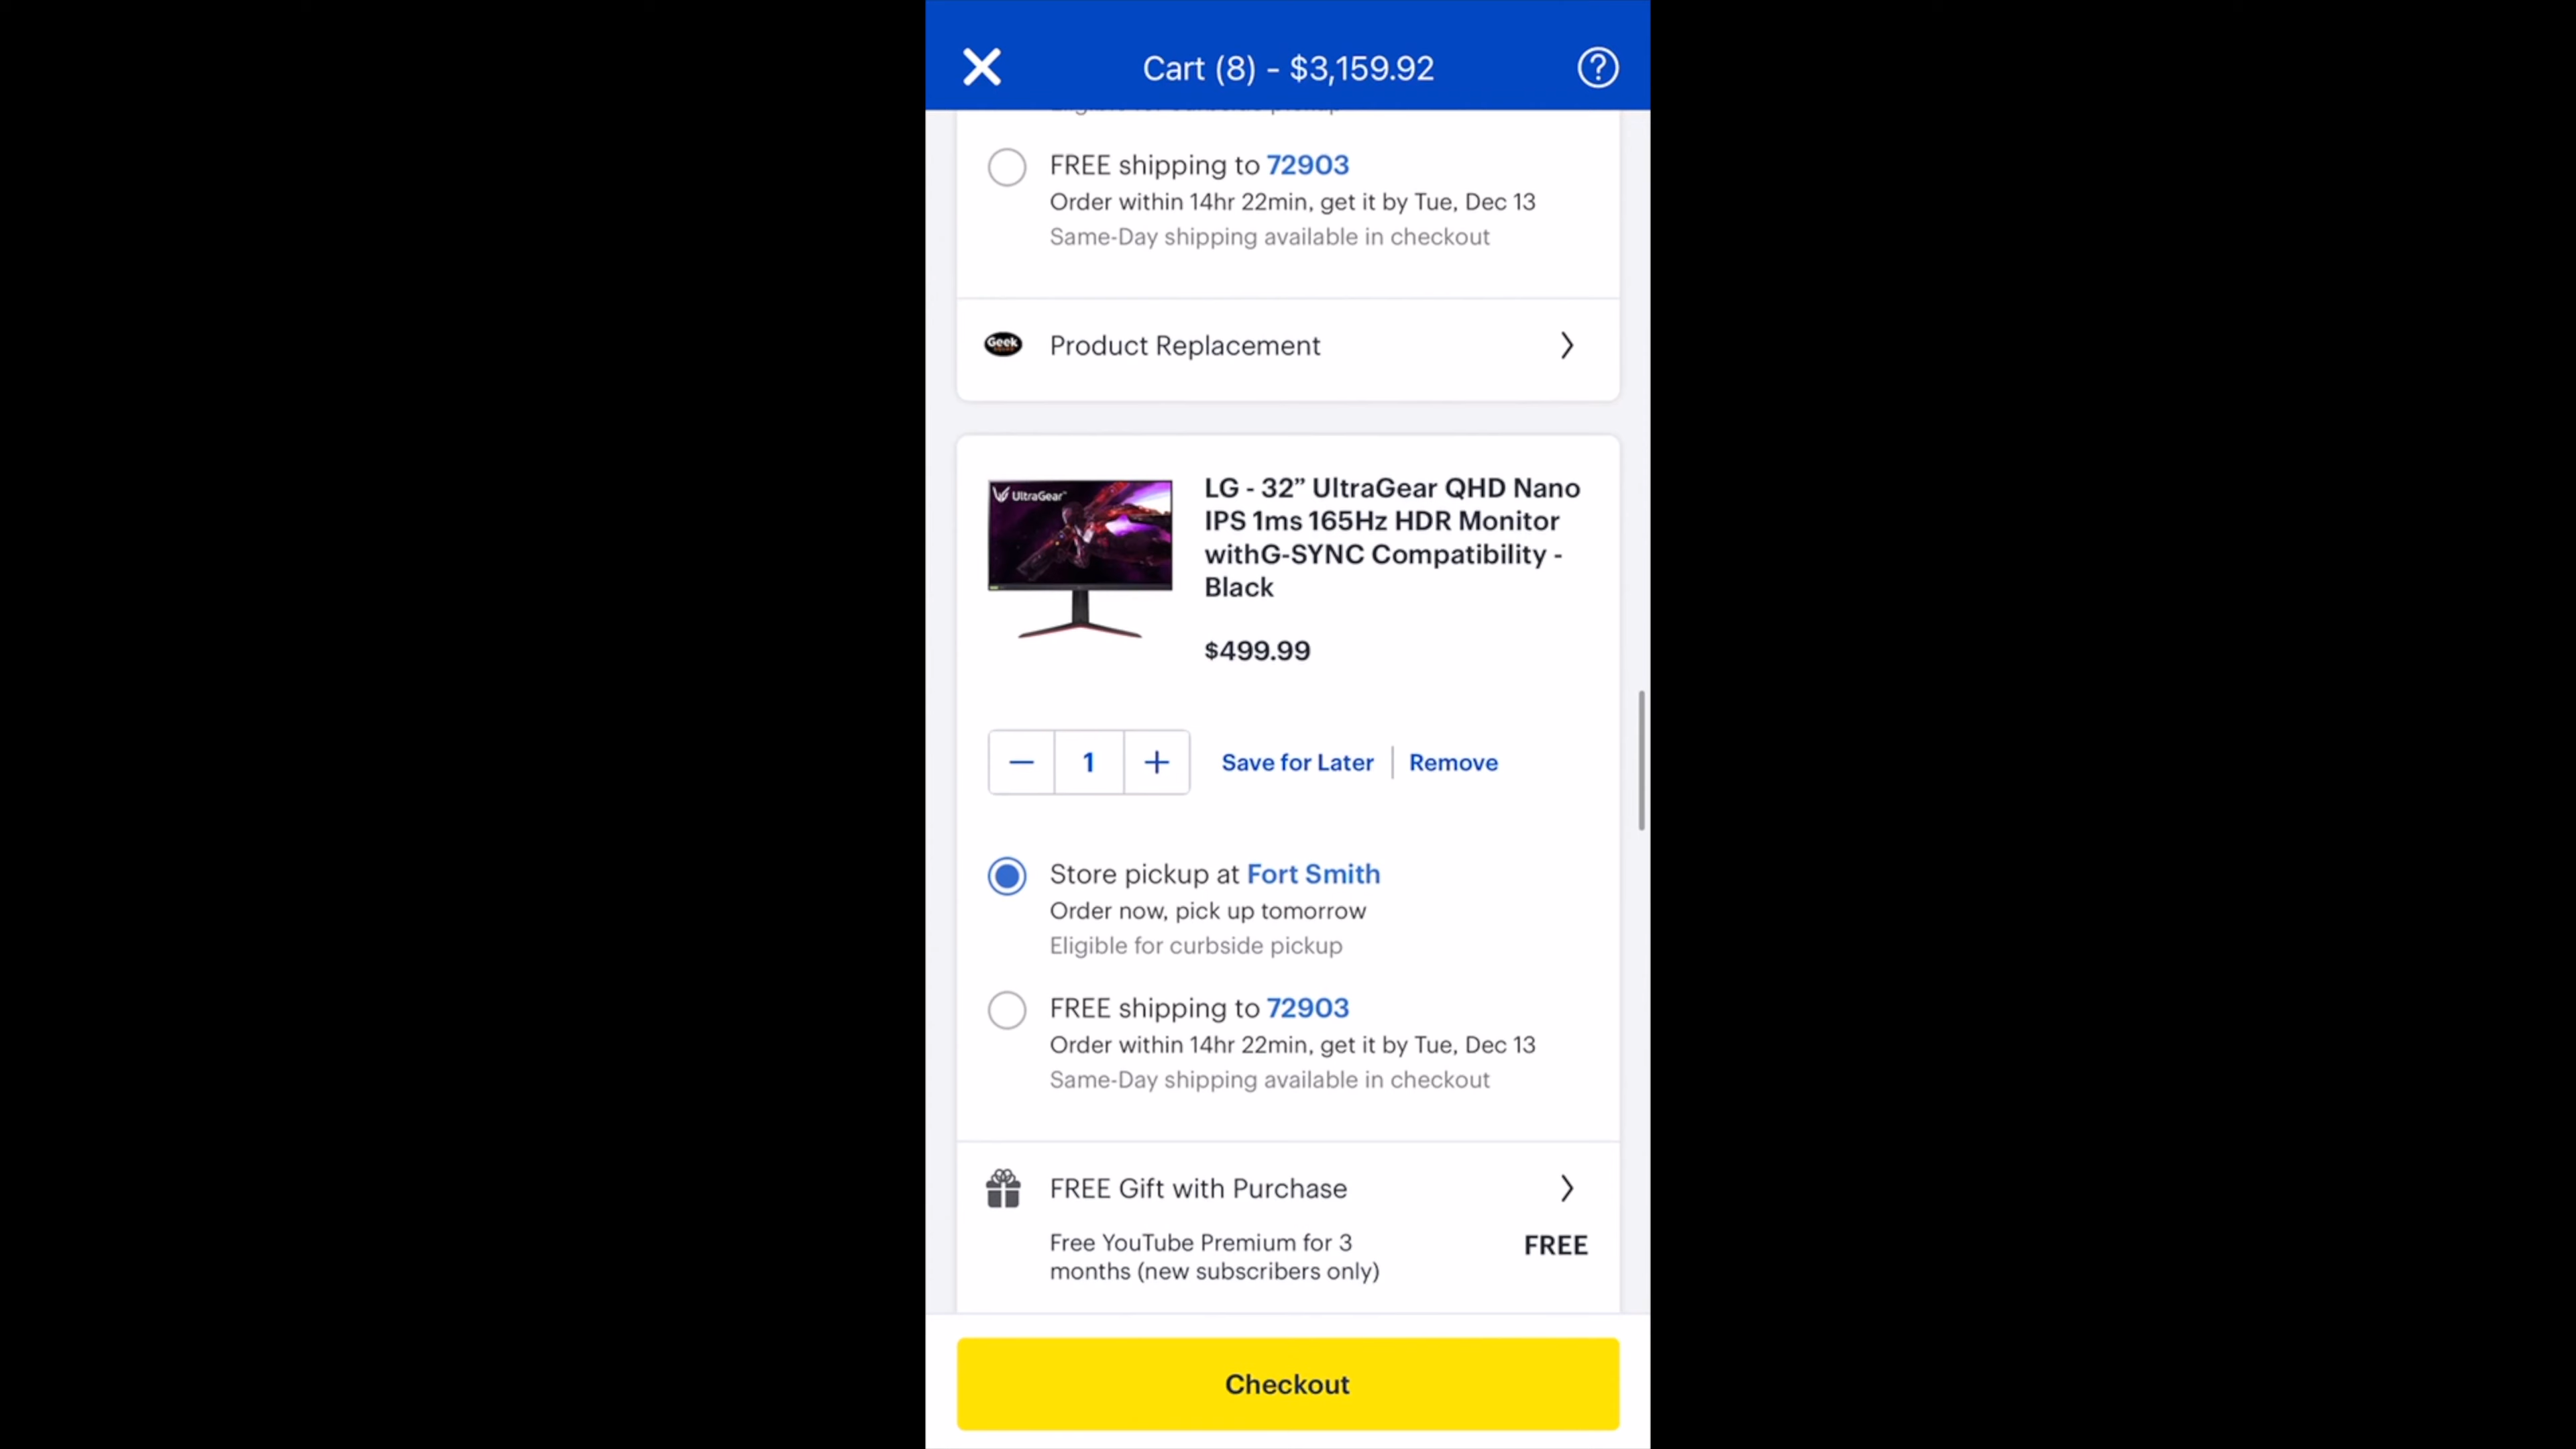 Cart (8) - $3,159.92
FREE shipping to 72903
Order within 14hr 22min, get it by Tue, Dec 13
Same-Day shipping available in checkout
Geek
Product Replacement
UltraGear™
LG - 32” UltraGear QHD Nano
IPS 1ms 165Hz HDR Monitor
withG-SYNC Compatibility -
Black
$499.99
1
Save for Later | Remove
Store pickup at Fort Smith
Order now, pick up tomorrow
Eligible for curbside pickup
FREE shipping to 72903
Order within 14hr 22min, get it by Tue, Dec 13
Same-Day shipping available in checkout
FREE Gift with Purchase
Free YouTube Premium for 3
months (new subscribers only)
FREE
Checkout